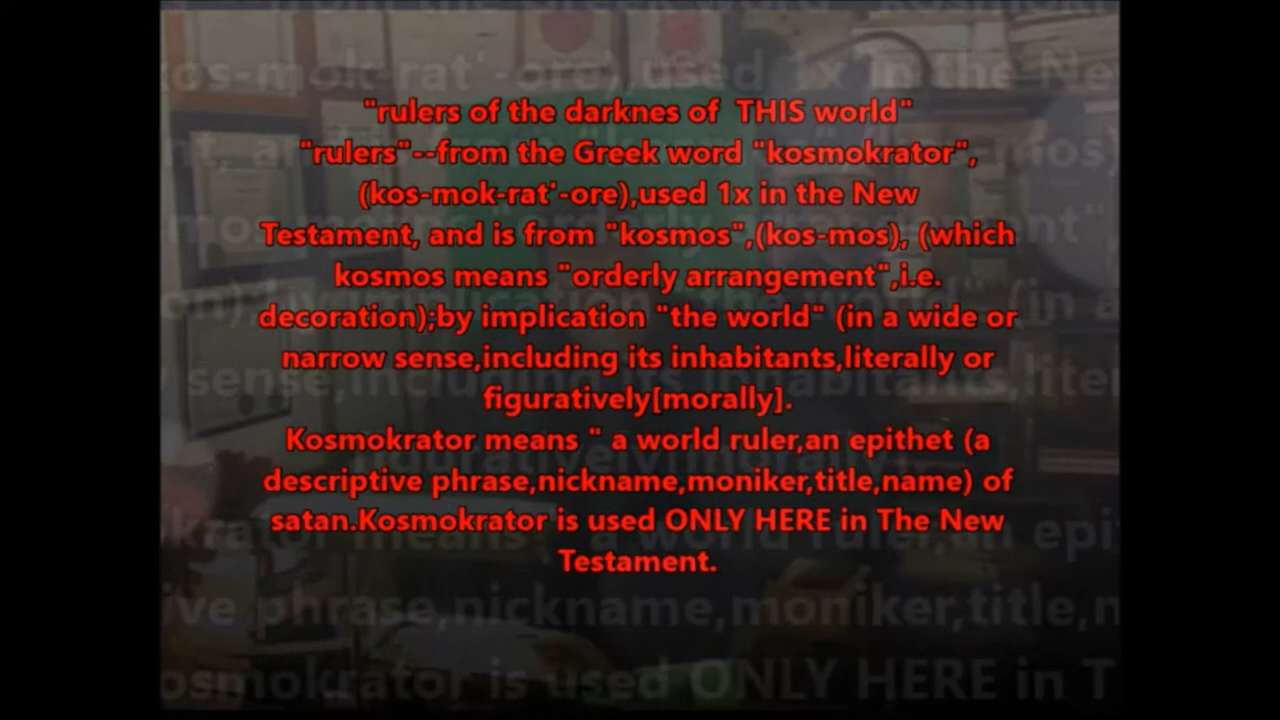 "rulers of the darknes of  THIS world"
"rulers"--from the Greek word "kosmokrator",
(kos-mok-rat'-ore),used 1x in the New
Testament, and is from "kosmos",(kos-mos), (which
kosmos means "orderly arrangement",i.e.
decoration);by implication "the world" (in a wide or
narrow sense,including its inhabitants,literally or
figuratively[morally].
Kosmokrator means " a world ruler,an epithet (a
descriptive phrase,nickname,moniker,title,name) of
satan.Kosmokrator is used ONLY HERE in The New
Testament.